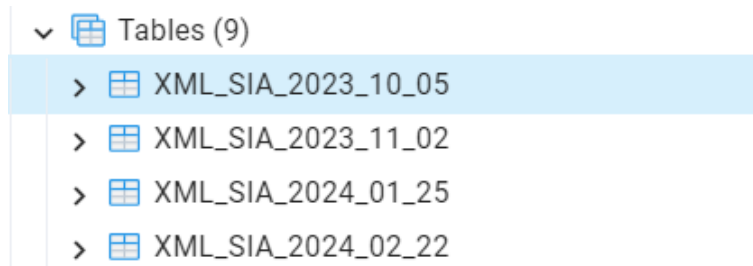 Tables (9)
XML_SIA_2023_10_05
XML_SIA_2023_11_02
XML_SIA_2024_01_25
XML_SIA_2024_02_22